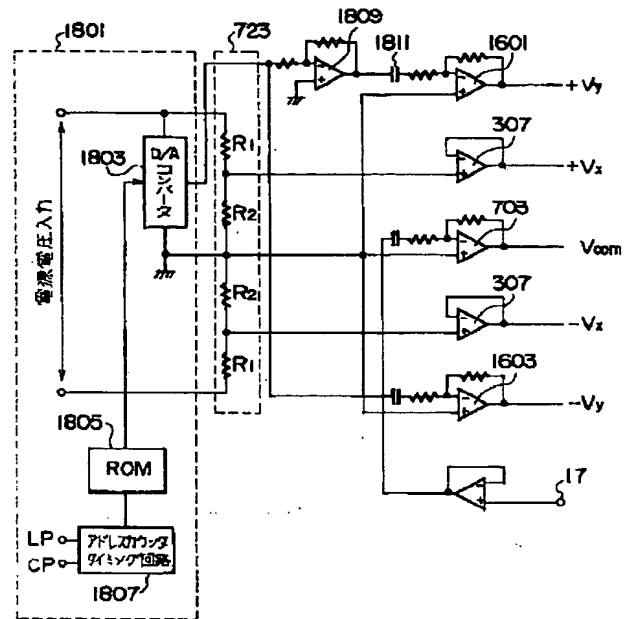 1801
723
1809
1811
1601
+Vy
1803
D/A
コンバータ
R1
307
+Vx
電源電圧入力
R2
703
Vcom
R2
307
-Vx
R1
1603
-Vy
1805
ROM
17
LP
CP
アドレスカウンタ
タイミング回路
1807